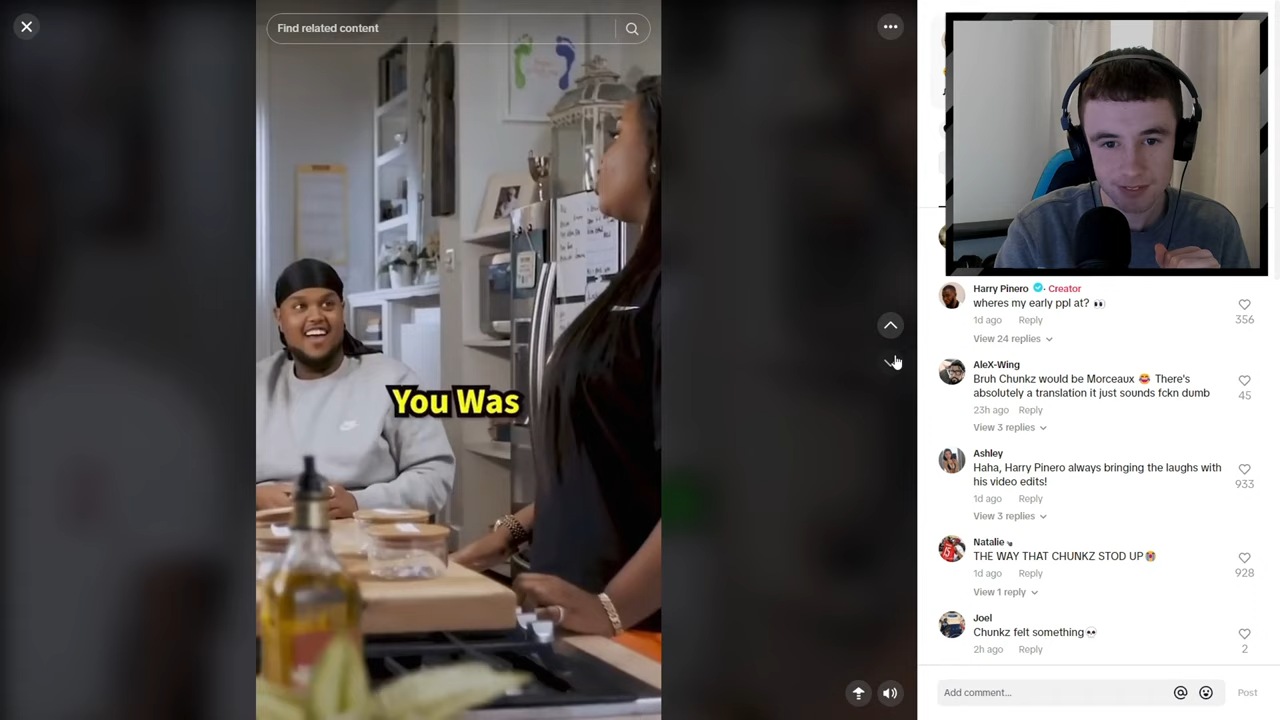 Find related content
You Was
Harry Pinero · Creator
wheres my early ppl at? 👀
1d ago Reply
356
View 24 replies
AleX-Wing
Bruh Chunkz would be Morceaux 😂 There's
absolutely a translation it just sounds fckn dumb
45
23h ago Reply
View 3 replies
Ashley
Haha, Harry Pinero always bringing the laughs with
his video edits!
933
1d ago Reply
View 3 replies
Natalie
THE WAY THAT CHUNKZ STOD UP😭
928
1d ago Reply
View 1 reply
Joel
Chunkz felt something💀
2h ago Reply
2
Add comment...
Post